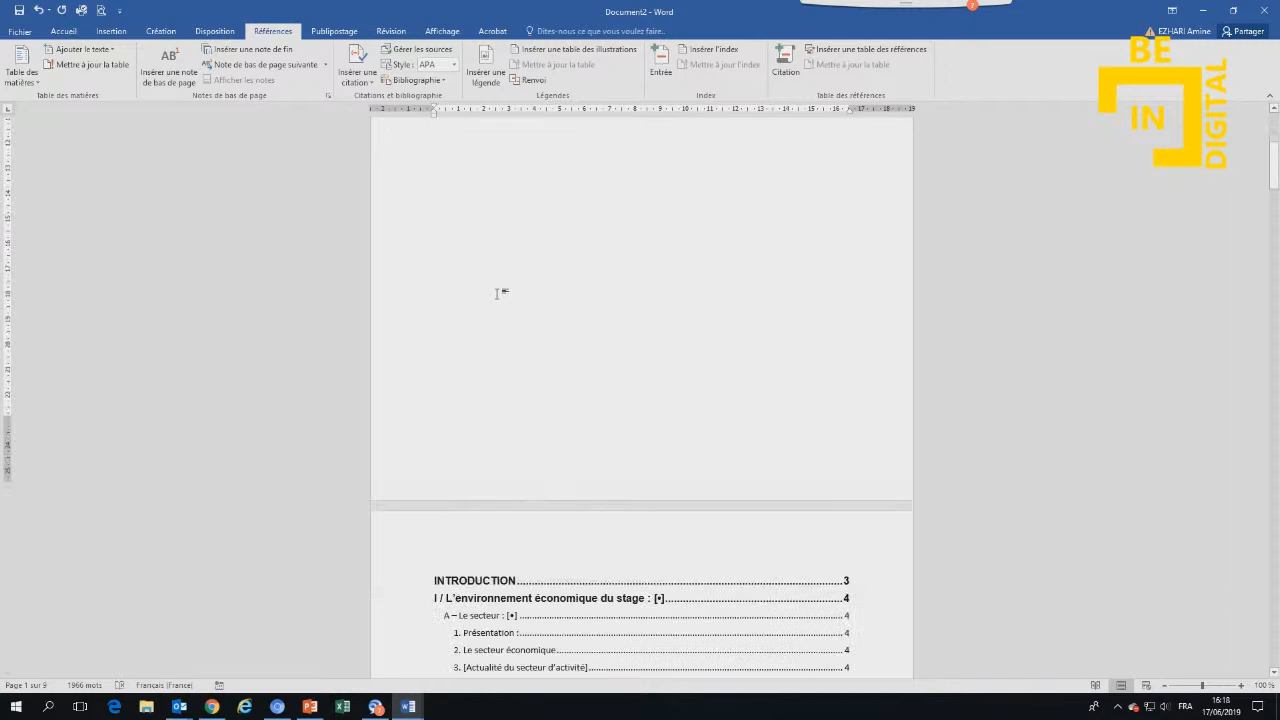 Document2 - Word
EZHARI Amine
Partager
Fichier Accueil Insertion Création Disposition Références Publipostage Révision Affichage Acrobat Dites-nous ce que vous voulez faire..
Table des matières
Ajouter le texte
Mettre à jour la table
Table des matières
AB¹
Insérer une note de bas de page
Insérer une note de fin
Note de bas de page suivante
Afficher les notes
Notes de bas de page
Insérer une citation
Gérer les sources
Style : APA
Bibliographie
Citations et bibliographie
Insérer une légende
Insérer une table des illustrations
Mettre à jour la table
Renvoi
Légendes
Entrée
Insérer l'index
Mettre à jour l'index
Index
Citation
Insérer une table des références
Mettre à jour la table
Table des références
BE
IN
DIGITAL
INTRODUCTION 3
I / L'environnement économique du stage : [•] 4
A – Le secteur : [•] 4
1. Présentation : 4
2. Le secteur économique 4
3. [Actualité du secteur d'activité] 4
Page 1 sur 9 1966 mots Français (France)
100 %
FRA
16:18
17/06/2019